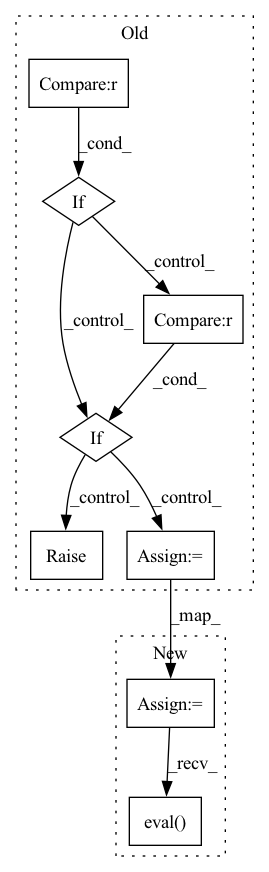 Old
Compare:r
_cond_
If
_control_
_control_
Compare:r
_cond_
If
_control_
_control_
Raise
Assign:=
_map_
New
Assign:=
_recv_
eval()